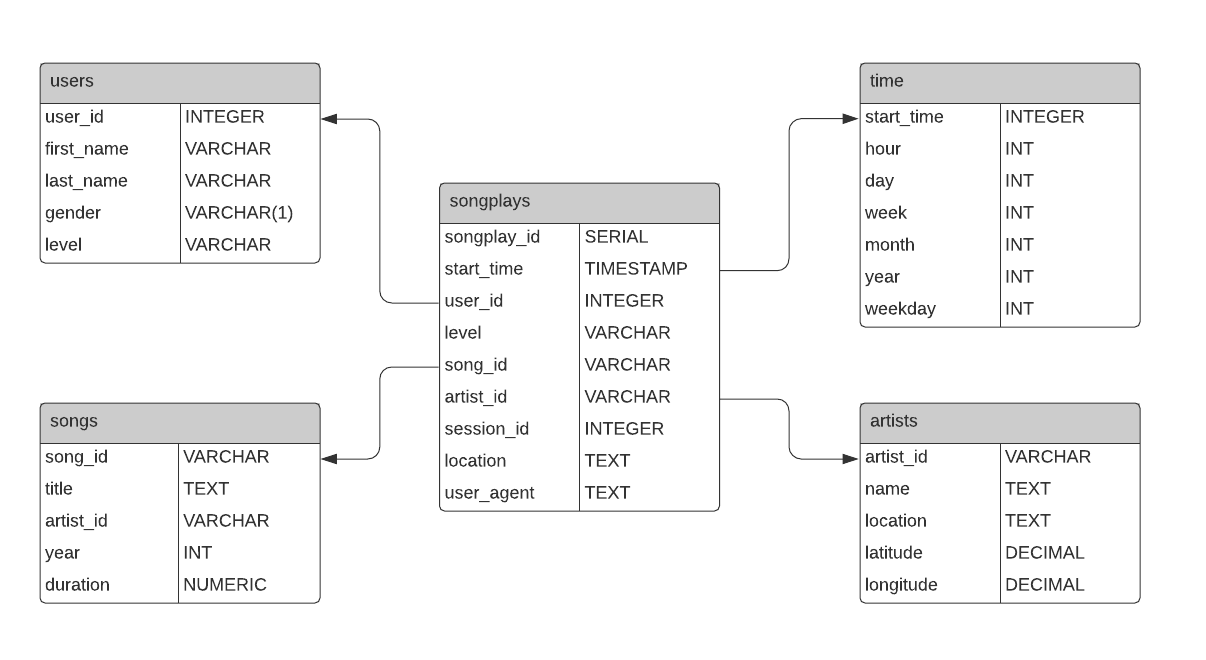 users
user_id INTEGER
first_name VARCHAR
last_name VARCHAR
gender VARCHAR(1)
level VARCHAR
songplays
songplay_id SERIAL
start_time TIMESTAMP
user_id INTEGER
level VARCHAR
song_id VARCHAR
artist_id VARCHAR
session_id INTEGER
location TEXT
user_agent TEXT
time
start_time INTEGER
hour INT
day INT
week INT
month INT
year INT
weekday INT
songs
song_id VARCHAR
title TEXT
artist_id VARCHAR
year INT
duration NUMERIC
artists
artist_id VARCHAR
name TEXT
location TEXT
latitude DECIMAL
longitude DECIMAL